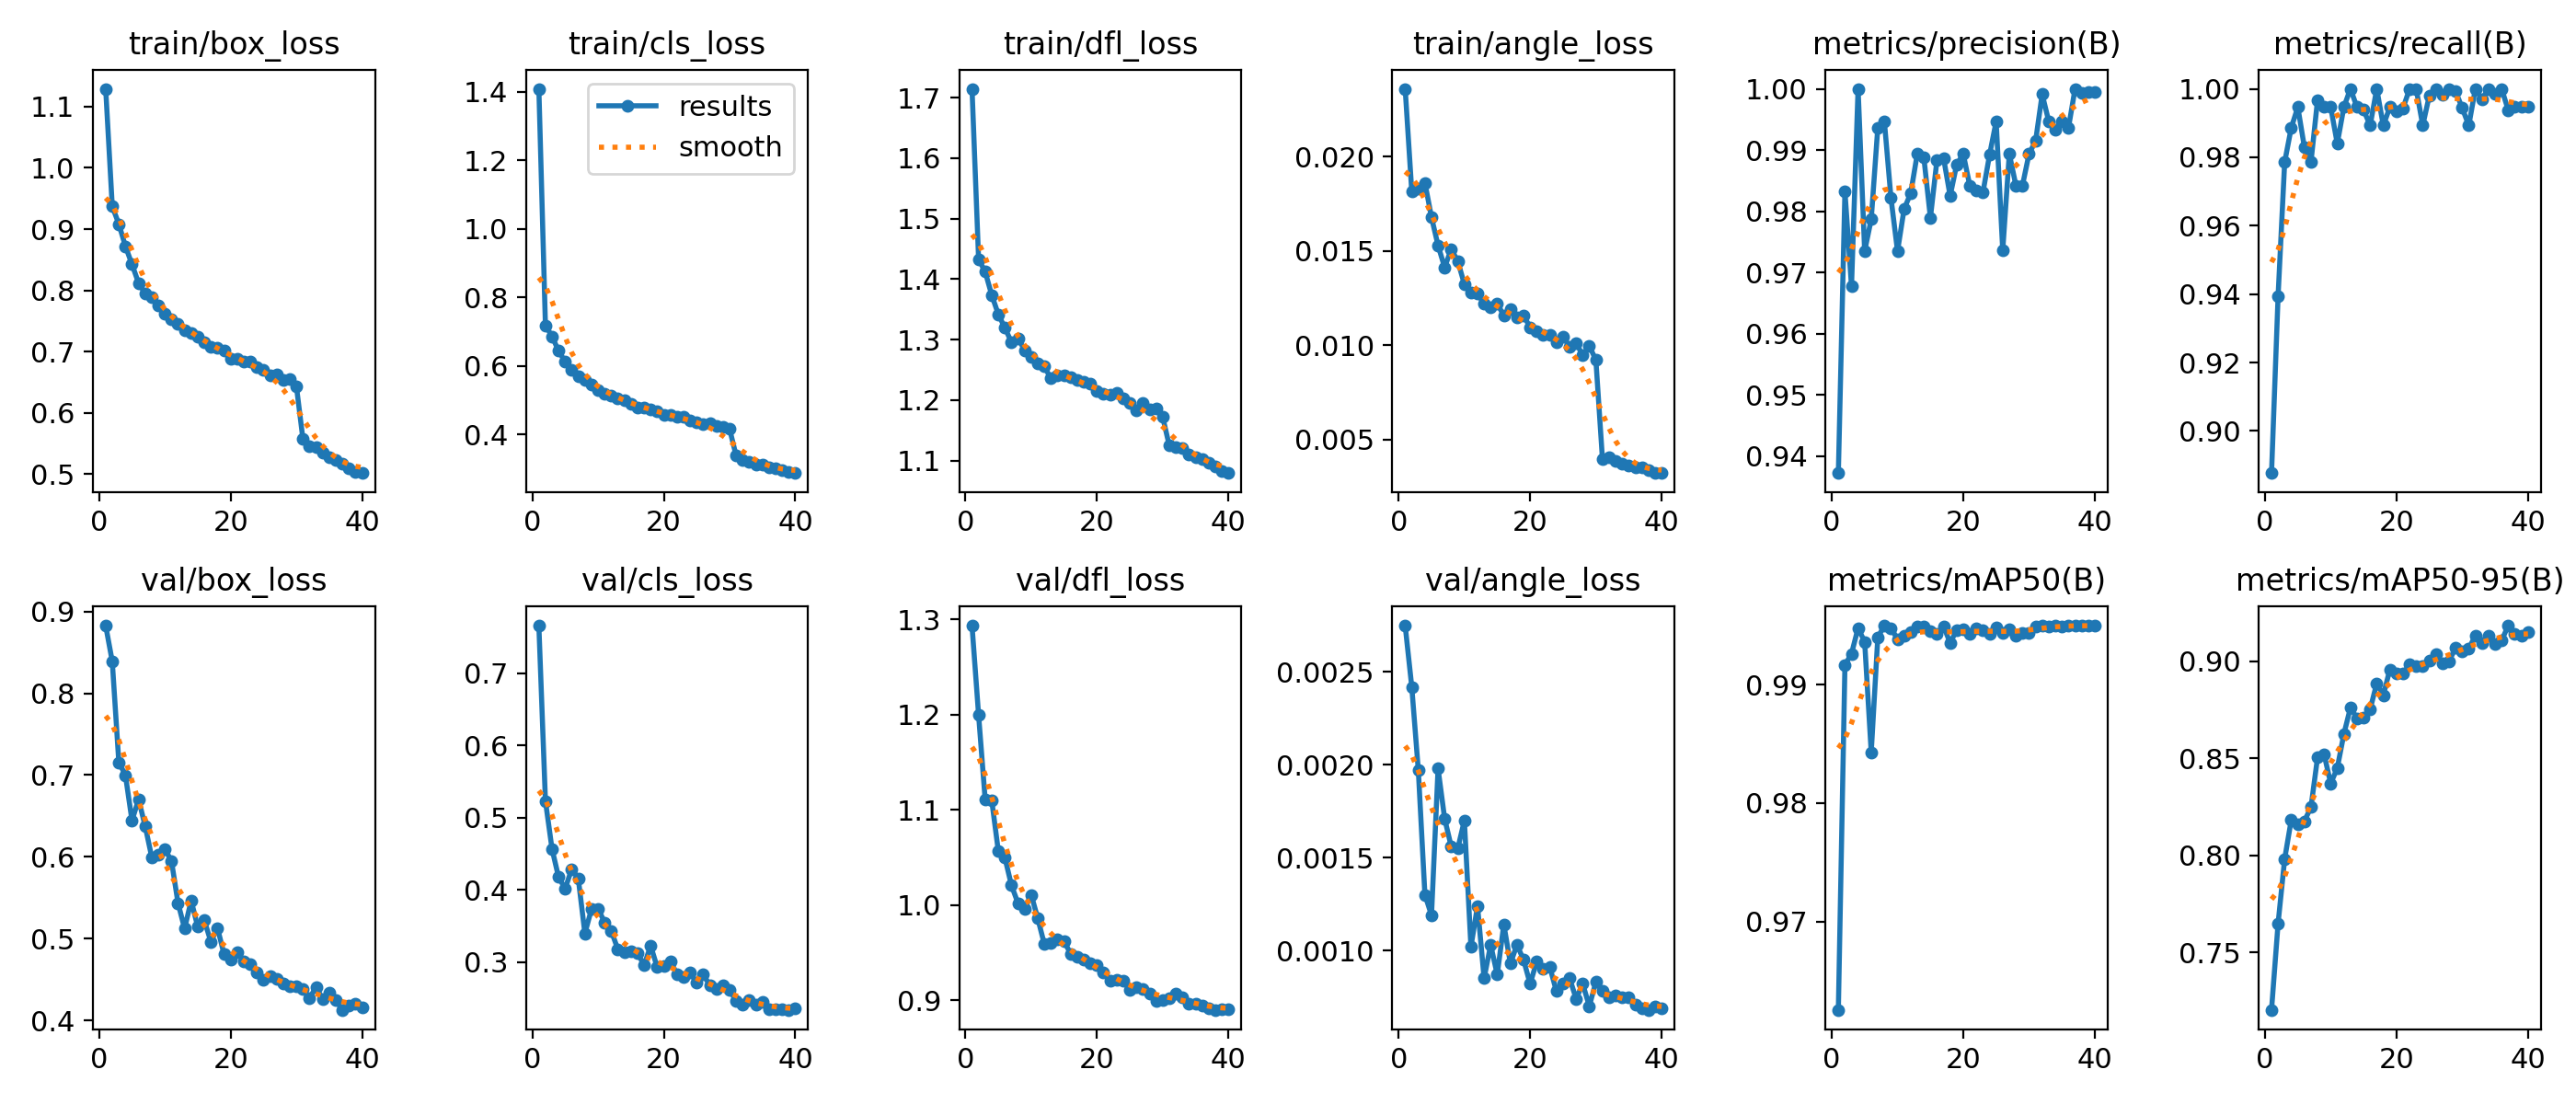 train/box_loss
1.1
1.0
0.9
0.8
0.7
0.6
0.5
0 20 40
train/cls_loss
results
smooth
1.4
1.2
1.0
0.8
0.6
0.4
0 20 40
train/dfl_loss
1.7
1.6
1.5
1.4
1.3
1.2
1.1
0 20 40
train/angle_loss
0.020
0.015
0.010
0.005
0 20 40
metrics/precision(B)
1.00
0.99
0.98
0.97
0.96
0.95
0.94
0 20 40
metrics/recall(B)
1.00
0.98
0.96
0.94
0.92
0.90
0 20 40
val/box_loss
0.9
0.8
0.7
0.6
0.5
0.4
0 20 40
val/cls_loss
0.7
0.6
0.5
0.4
0.3
0 20 40
val/dfl_loss
1.3
1.2
1.1
1.0
0.9
0 20 40
val/angle_loss
0.0025
0.0020
0.0015
0.0010
0 20 40
metrics/mAP50(B)
0.99
0.98
0.97
0 20 40
metrics/mAP50-95(B)
0.90
0.85
0.80
0.75
0 20 40